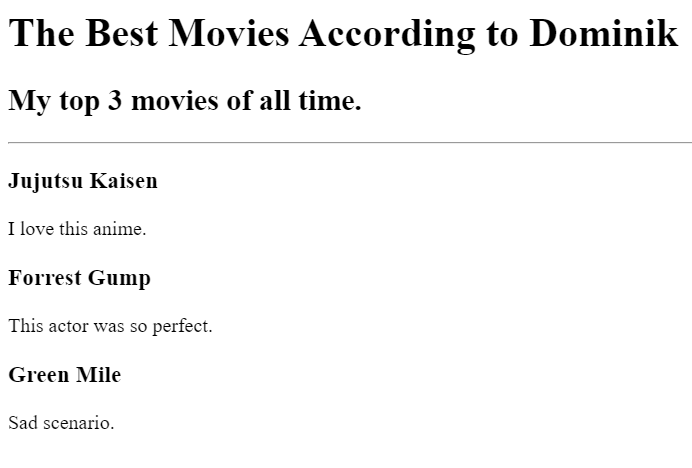 The Best Movies According to Dominik
My top 3 movies of all time.
Jujutsu Kaisen
I love this anime.
Forrest Gump
This actor was so perfect.
Green Mile
Sad scenario.